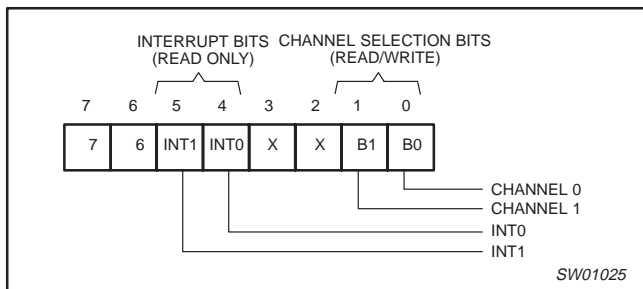 INTERRUPT BITS CHANNEL SELECTION BITS
(READ ONLY) (READ/WRITE)
7 6 5 4 3 2 1 0
7 6 INT1 INT0 X X B1 B0
CHANNEL 0
CHANNEL 1
INT0
INT1
SW01025